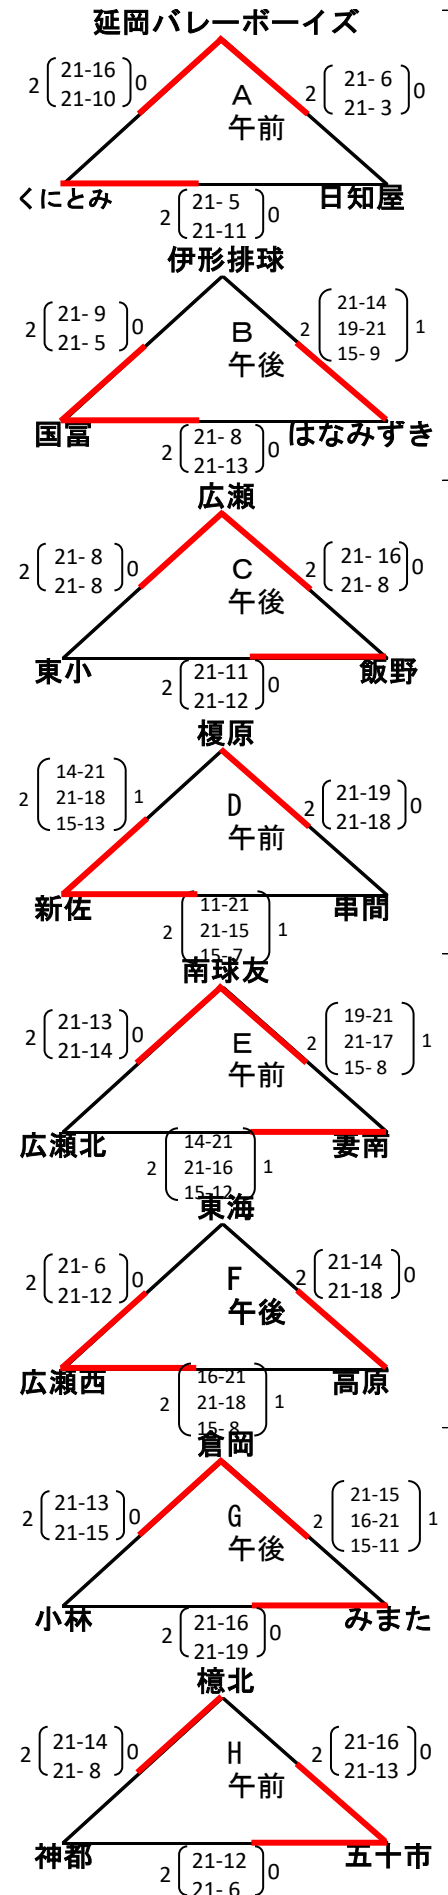 延岡バレーボーイズ
2 21-16 0
21-10
A
午前
2 21- 6 0
21- 3
くにとみ
日知屋
2 21- 5 0
21-11
伊形排球
2 21- 9 0
21- 5
B
午後
2 21-14 1
19-21
15- 9
国富
はなみずき
2 21- 8 0
21-13
広瀬
2 21- 8 0
21- 8
C
午後
2 21- 16 0
21- 8
東小
飯野
2 21-11 0
21-12
榎原
2 14-21 1
21-18
15-13
D
午前
2 21-19 0
21-18
新佐
串間
2 11-21 1
21-15
15- 7
南球友
2 21-13 0
21-14
E
午前
2 19-21 1
21-17
15- 8
広瀬北
妻南
2 14-21 1
21-16
15-12
東海
2 21- 6 0
21-12
F
午後
2 21-14 0
21-18
広瀬西
高原
2 16-21 1
21-18
15- 8
倉岡
2 21-13 0
21-15
G
午後
2 21-15 1
16-21
15-11
小林
みまた
2 21-16 0
21-19
檍北
2 21-14 0
21- 8
H
午前
2 21-16 0
21-13
神都
五十市
2 21-12 0
21- 6